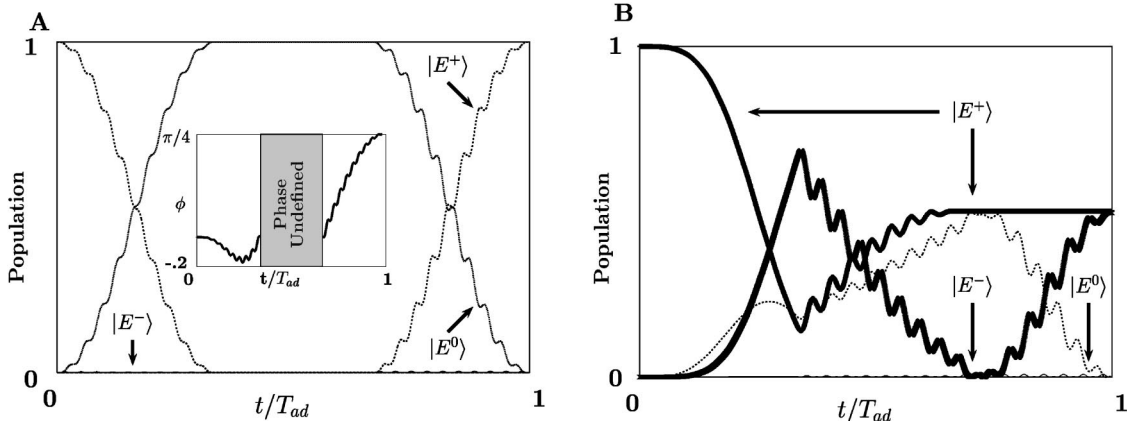 A
1
Population
0
|E⁺⟩
|E⁰⟩
|E⁻⟩
π/4
ϕ
-.2
Phase
Undefined
0
t/T_ad
1
0
t/T_ad
1
B
1
Population
0
|E⁺⟩
|E⁻⟩
|E⁰⟩
0
t/T_ad
1